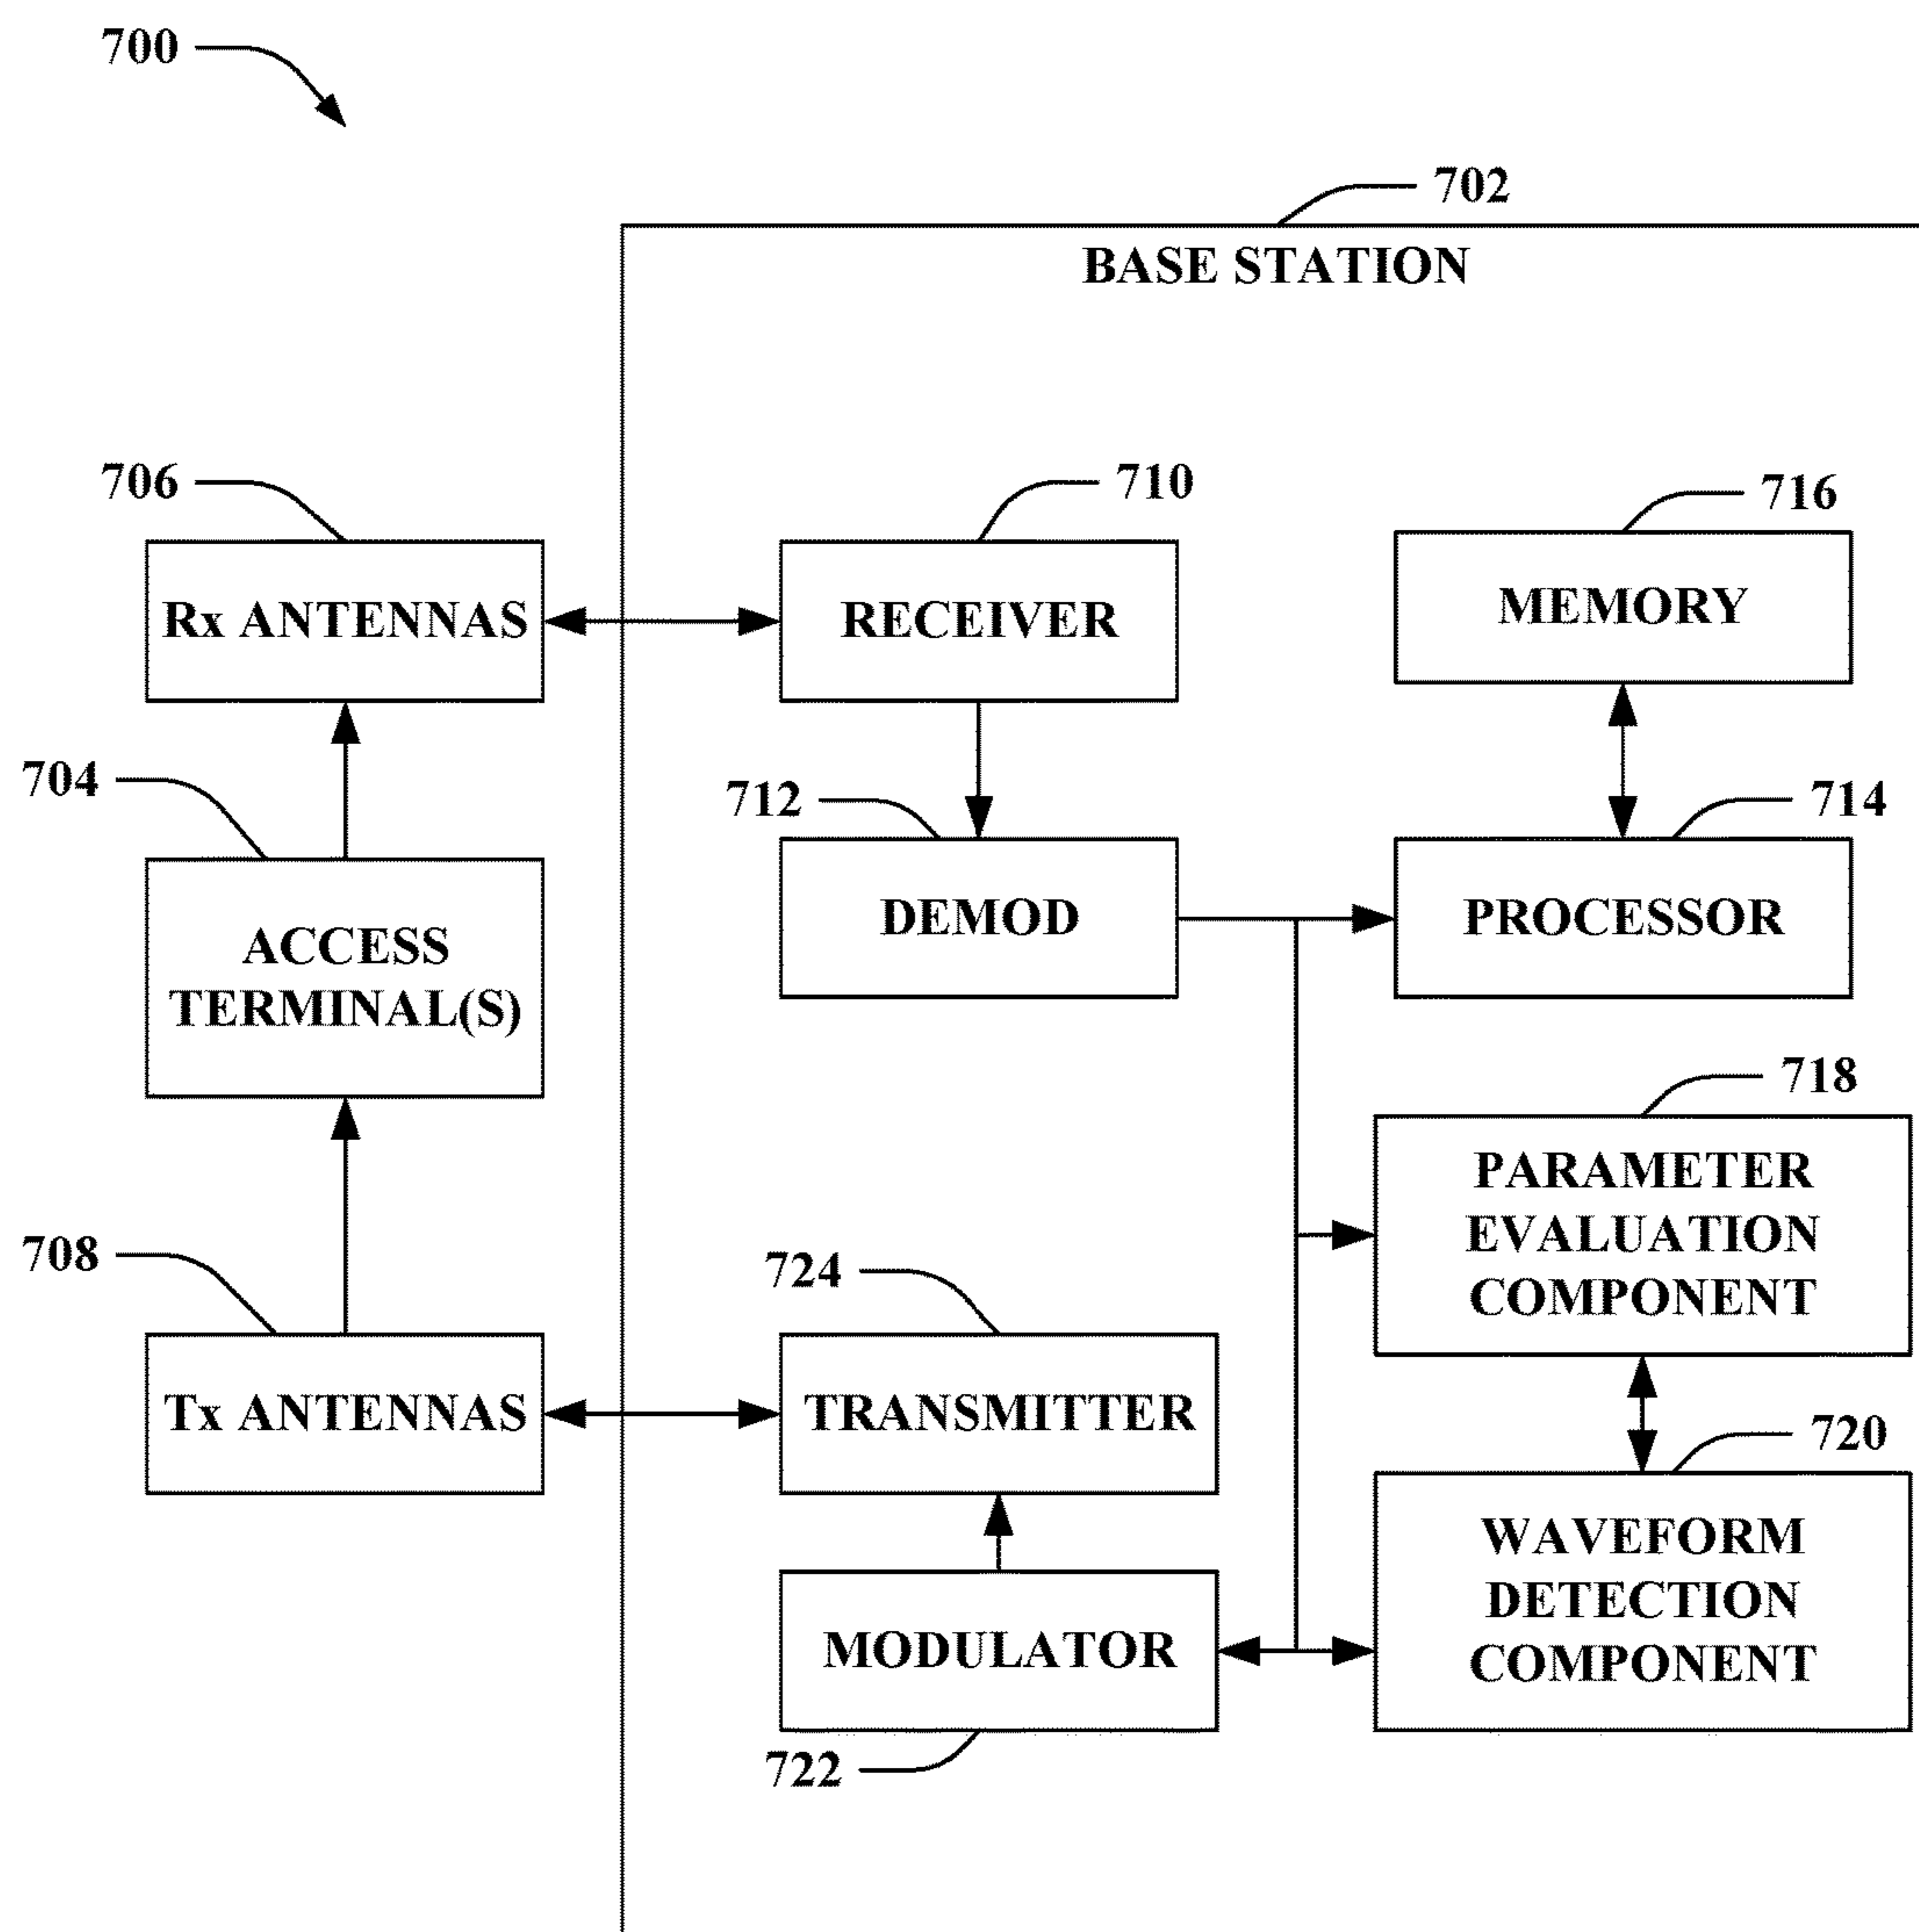 700
702
BASE STATION
706
710
716
Rx ANTENNAS
RECEIVER
MEMORY
704
712
714
ACCESS
TERMINAL(S)
DEMOD
PROCESSOR
718
PARAMETER
EVALUATION
COMPONENT
708
724
Tx ANTENNAS
TRANSMITTER
720
WAVEFORM
DETECTION
COMPONENT
MODULATOR
722